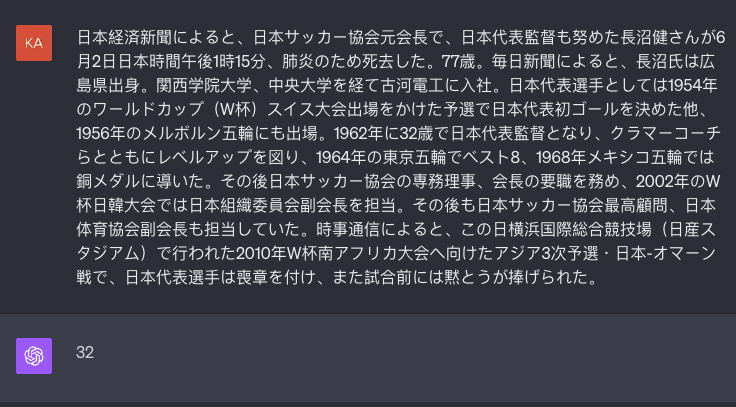 KA
日本経済新聞によると、日本サッカー協会元会長で、日本代表監督も努めた長沼健さんが6
月2日日本時間午後1時15分、肺炎のため死去した。77歳。毎日新聞によると、長沼氏は広
島県出身。関西学院大学、中央大学を経て古河電工に入社。日本代表選手としては1954年
のワールドカップ（W杯）スイス大会出場をかけた予選で日本代表初ゴールを決めた他、
1956年のメルボルン五輪にも出場。1962年に32歳で日本代表監督となり、クラマーコーチ
らとともにレベルアップを図り、1964年の東京五輪でベスト8、1968年メキシコ五輪では
銅メダルに導いた。その後日本サッカー協会の専務理事、会長の要職を務め、2002年のW
杯日韓大会では日本組織委員会副会長を担当。その後も日本サッカー協会最高顧問、日本
体育協会副会長も担当していた。時事通信によると、この日横浜国際総合競技場（日産ス
タジアム）で行われた2010年W杯南アフリカ大会へ向けたアジア3次予選・日本-オマーン
戦で、日本代表選手は喪章を付け、また試合前には黙とうが捧げられた。
32